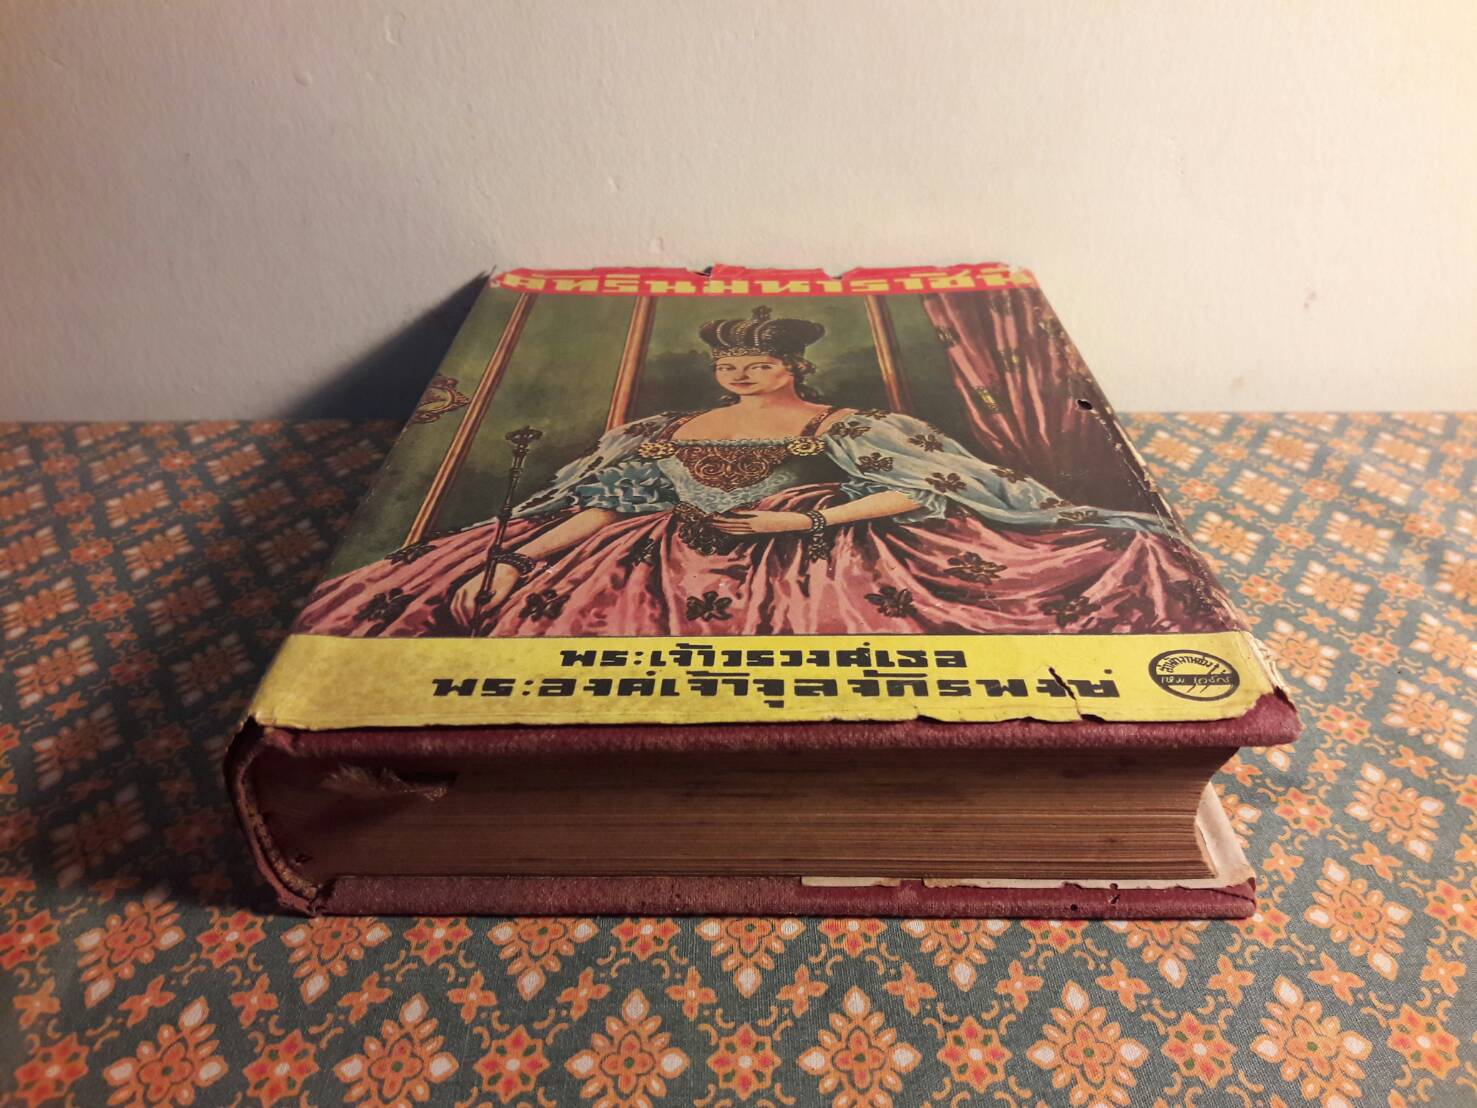 คัทรินมหาราชินี
พระเจ้าวรวงศ์เธอ
พระองค์เจ้าจุลจักรพงศ์